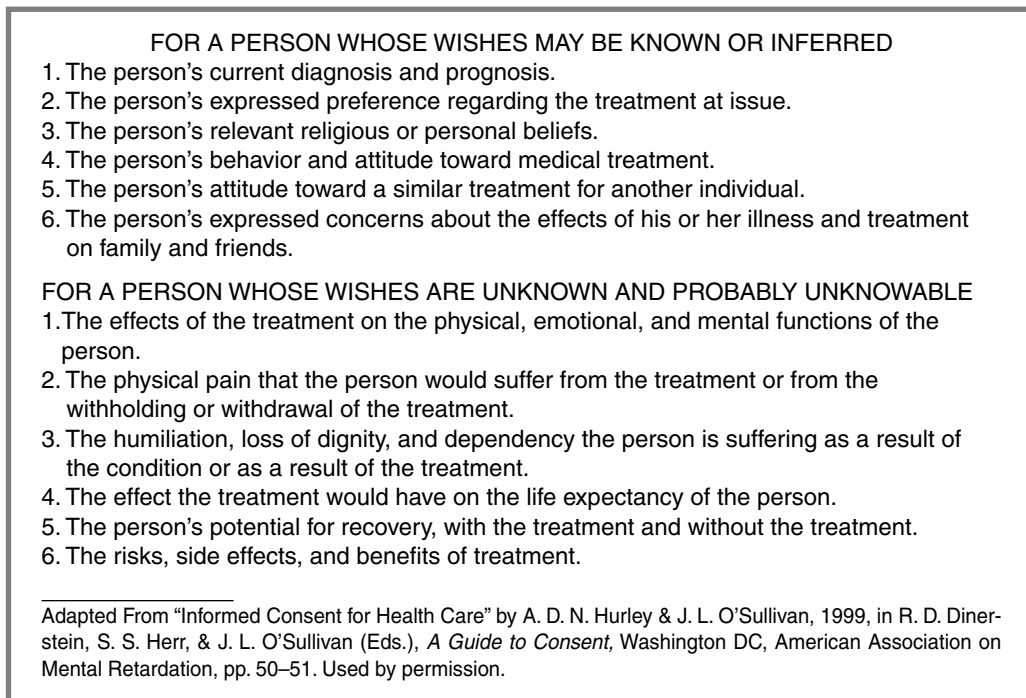 FOR A PERSON WHOSE WISHES MAY BE KNOWN OR INFERRED
1. The person's current diagnosis and prognosis.
2. The person's expressed preference regarding the treatment at issue.
3. The person's relevant religious or personal beliefs.
4. The person's behavior and attitude toward medical treatment.
5. The person's attitude toward a similar treatment for another individual.
6. The person's expressed concerns about the effects of his or her illness and treatment
on family and friends.
FOR A PERSON WHOSE WISHES ARE UNKNOWN AND PROBABLY UNKNOWABLE
1.The effects of the treatment on the physical, emotional, and mental functions of the
person.
2. The physical pain that the person would suffer from the treatment or from the
withholding or withdrawal of the treatment.
3. The humiliation, loss of dignity, and dependency the person is suffering as a result of
the condition or as a result of the treatment.
4. The effect the treatment would have on the life expectancy of the person.
5. The person's potential for recovery, with the treatment and without the treatment.
6. The risks, side effects, and benefits of treatment.
Adapted From “Informed Consent for Health Care” by A. D. N. Hurley & J. L. O'Sullivan, 1999, in R. D. Diner-
stein, S. S. Herr, & J. L. O'Sullivan (Eds.), A Guide to Consent, Washington DC, American Association on
Mental Retardation, pp. 50–51. Used by permission.